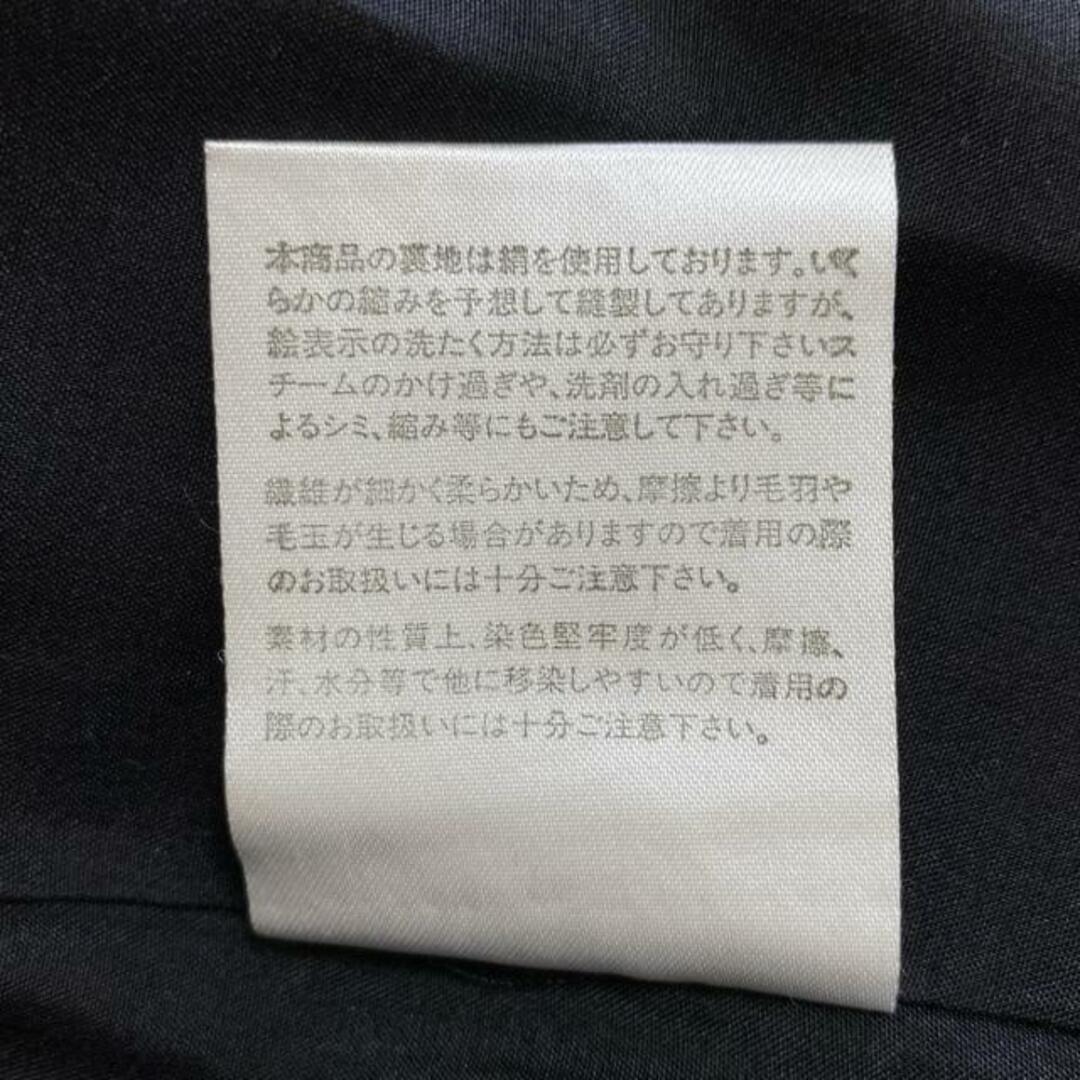 本商品の裏地は絹を使用しております。いく
らかの縮みを予想して縫製してありますが、
絵表示の洗たく方法は必ずお守り下さいス
チームのかけ過ぎや、洗剤の入れ過ぎ等に
よるシミ、縮み等にもご注意して下さい。
繊維が細かく柔らかいため、摩擦より毛羽や
毛玉が生じる場合がありますので着用の際
のお取扱いには十分ご注意下さい。
素材の性質上、染色堅牢度が低く、摩擦、
汗、水分等で他に移染しやすいので着用の
際のお取扱いには十分ご注意下さい。